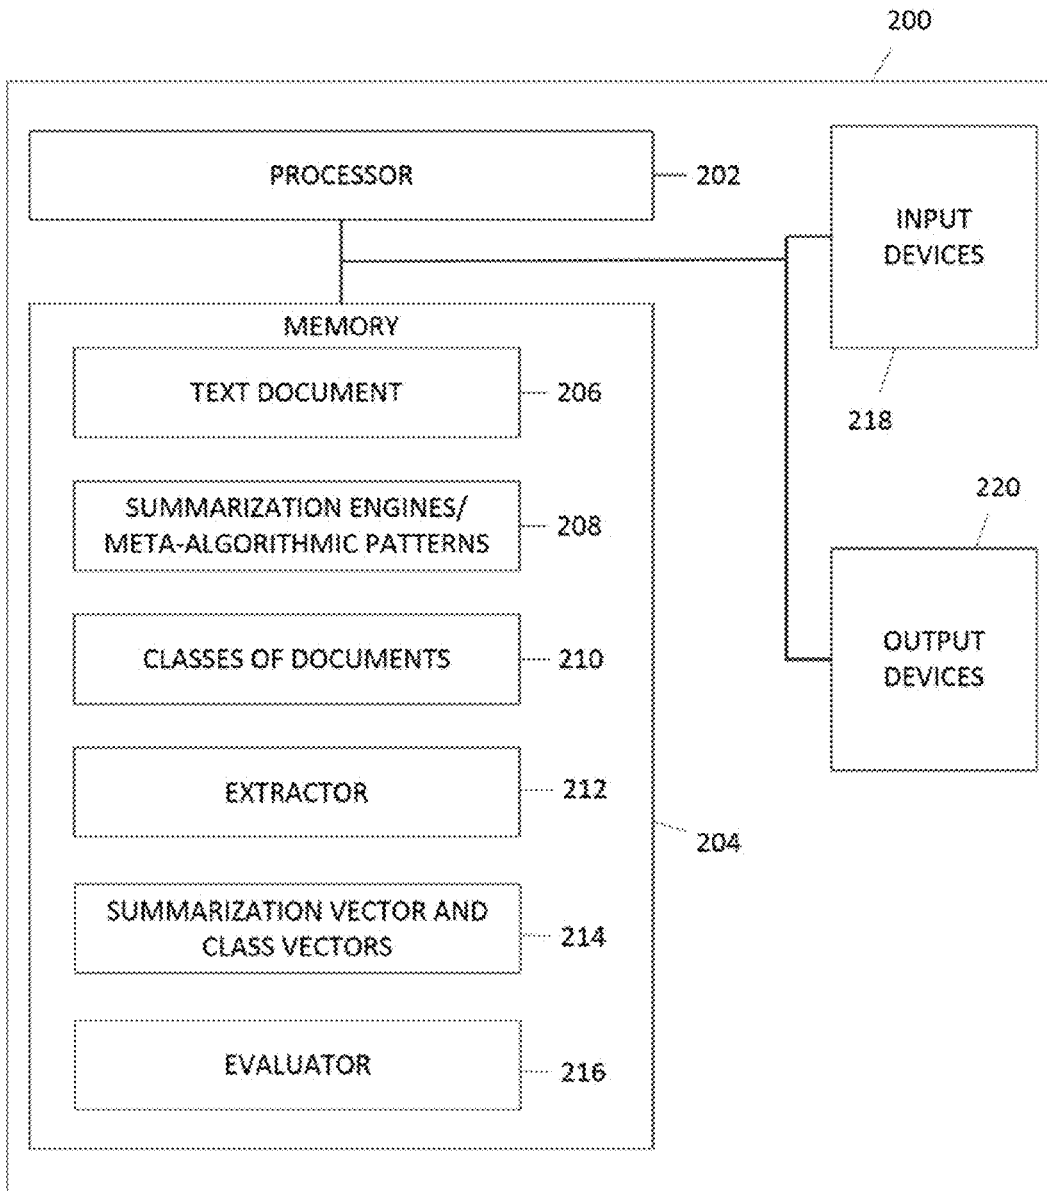 200
PROCESSOR
202
INPUT
DEVICES
218
MEMORY
TEXT DOCUMENT
206
SUMMARIZATION ENGINES/
META-ALGORITHMIC PATTERNS
208
220
OUTPUT
DEVICES
CLASSES OF DOCUMENTS
210
EXTRACTOR
212
204
SUMMARIZATION VECTOR AND
CLASS VECTORS
214
EVALUATOR
216